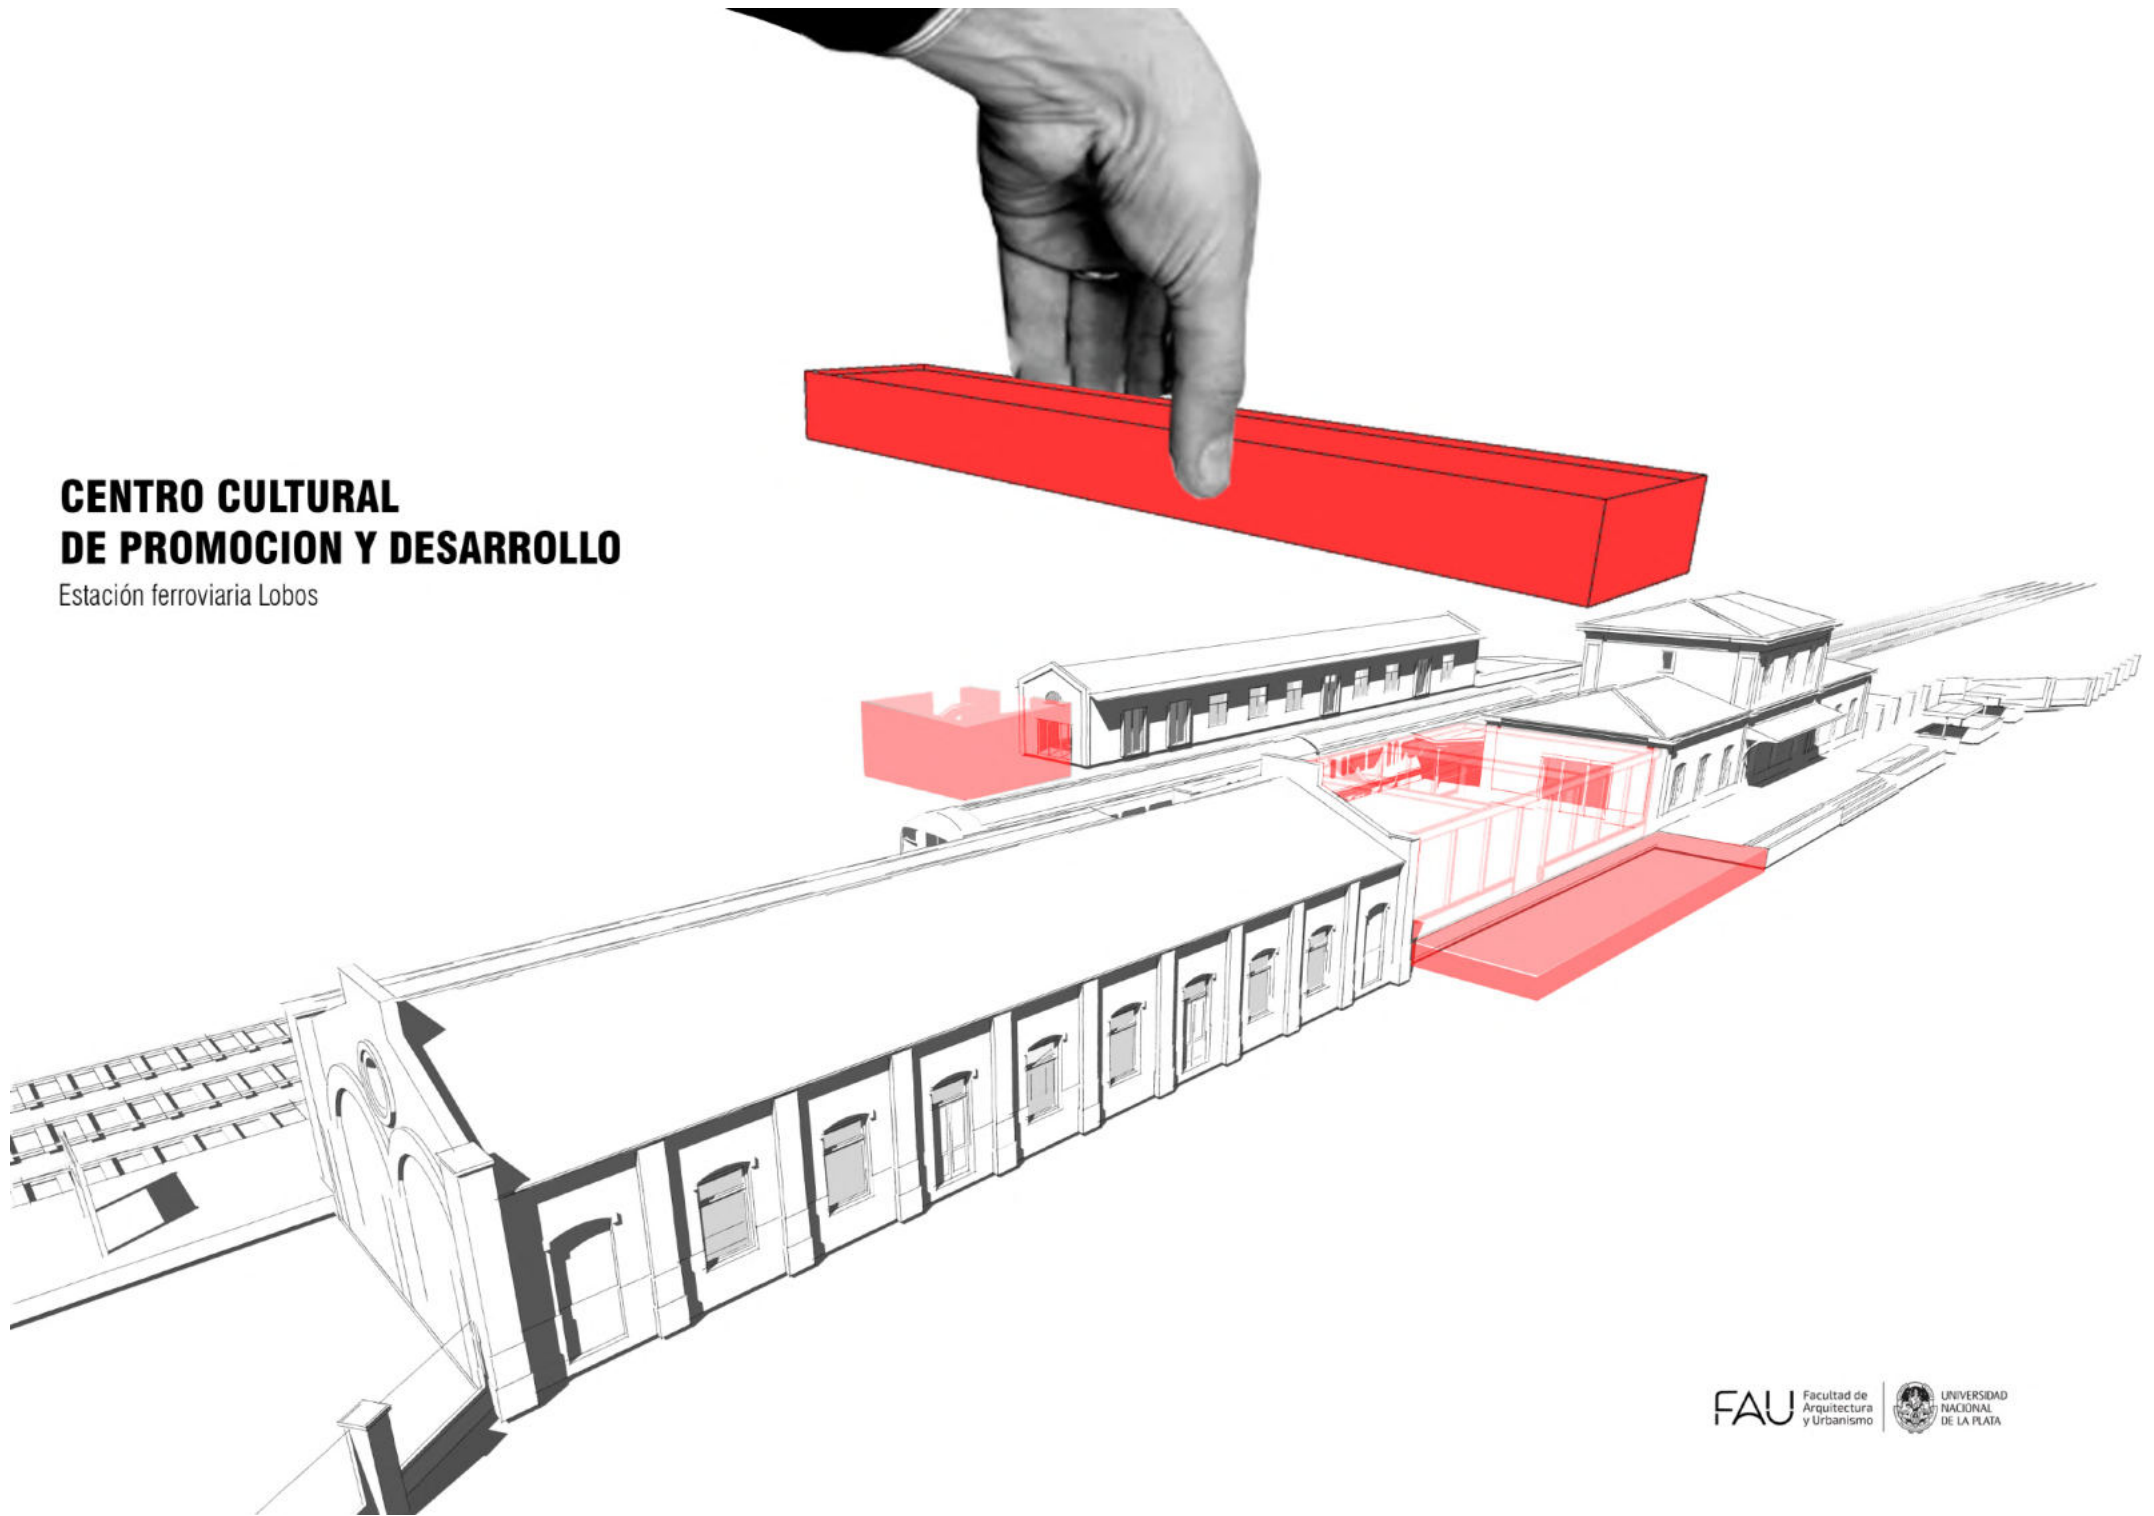 CENTRO CULTURAL
DE PROMOCION Y DESARROLLO
Estación ferroviaria Lobos
FAU
Facultad de
Arquitectura
y Urbanismo
UNIVERSIDAD
NACIONAL
DE LA PLATA